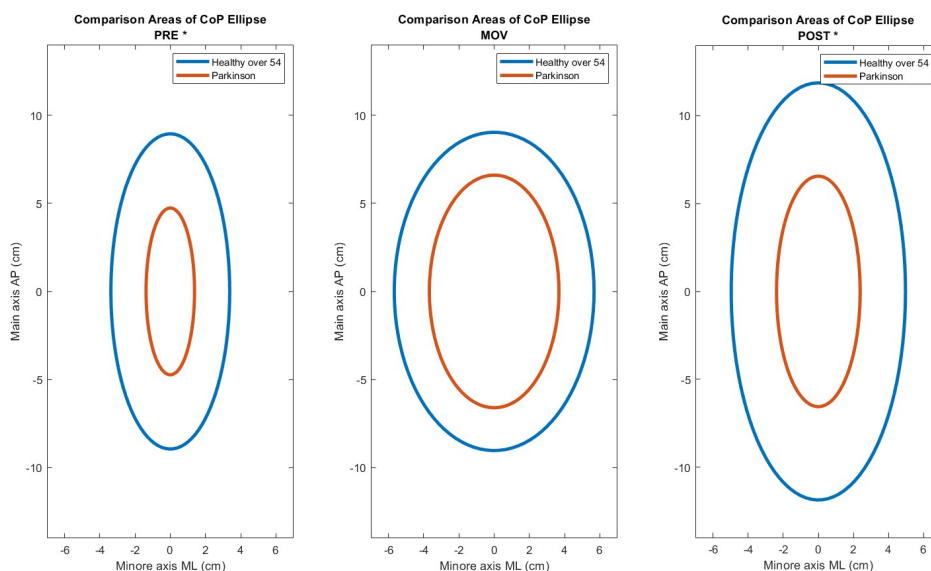 Comparison Areas of CoP Ellipse
PRE *
Healthy over 54
Parkinson
10
5
0
-5
-10
Main axis AP (cm)
-6 -4 -2 0 2 4 6
Minore axis ML (cm)
Comparison Areas of CoP Ellipse
MOV
Healthy over 54
Parkinson
10
5
0
-5
-10
Main axis AP (cm)
-6 -4 -2 0 2 4 6
Minore axis ML (cm)
Comparison Areas of CoP Ellipse
POST *
Healthy over 54
Parkinson
10
5
0
-5
-10
Main axis AP (cm)
-6 -4 -2 0 2 4 6
Minore axis ML (cm)